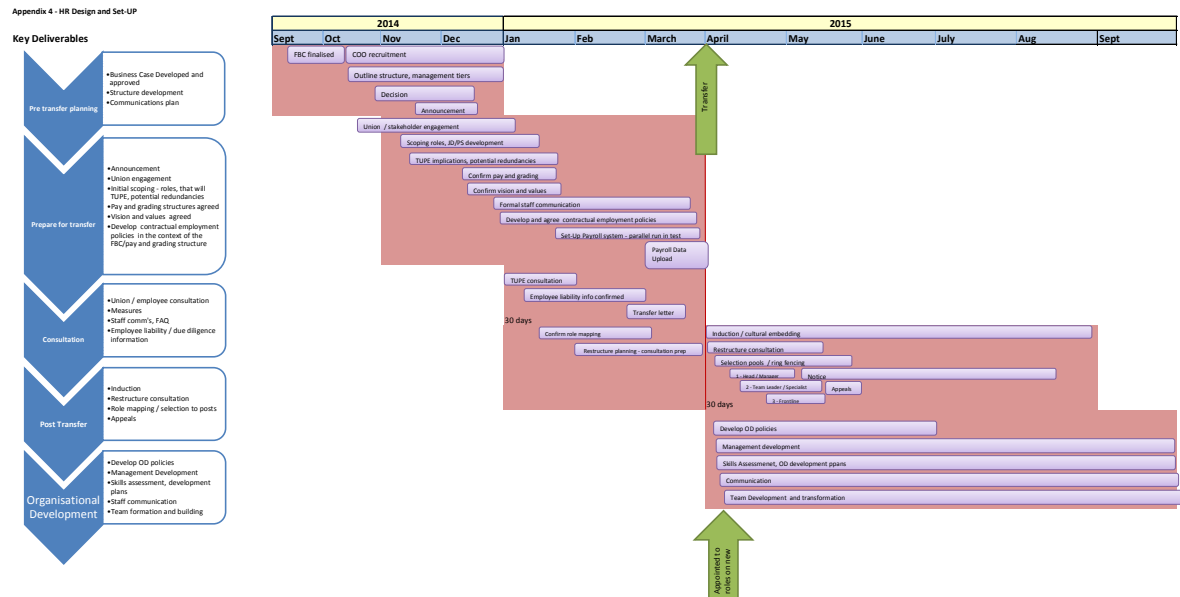 Appendix 4 - HR Design and Set-UP
Key Deliverables
2014
2015
Sept
Oct
Nov
Dec
Jan
Feb
March
April
May
June
July
Aug
Sept
Pre transfer planning
•Business Case Developed and
approved
•Structure development
•Communications plan
Prepare for transfer
•Announcement
•Union engagement
•Initial scoping - roles, that will
TUPE, potential redundancies
•Pay and grading structures agreed
•Vision and values agreed
•Develop contractual employment
policies in the context of the
FBC/pay and grading structure
Consultation
•Union / employee consultation
•Measures
•Staff comm's, FAQ
•Employee liability / due diligence
information
Post Transfer
•Induction
•Restructure consultation
•Role mapping / selection to posts
•Appeals
Organisational
Development
•Develop OD policies
•Management Development
•Skills assessment, development
plans
•Staff communication
•Team formation and building
FBC finalised
COO recruitment
Outline structure, management tiers
Decision
Announcement
Union / stakeholder engagement
Scoping roles, JD/PS development
TUPE implications, potential redundancies
Confirm pay and grading
Confirm vision and values
Formal staff communication
Develop and agree contractual employment policies
Set-Up Payroll system - parallel run in test
Payroll Data
Upload
Transfer
TUPE consultation
Employee liability info confirmed
Transfer letter
30 days
Confirm role mapping
Restructure planning - consultation prep
Induction / cultural embedding
Restructure consultation
Selection pools / ring fencing
1 - Head / Manager
Notice
2 - Team Leader / Specialist
Appeals
3 - Frontline
30 days
Develop OD policies
Management development
Skills Assessmenet, OD development ppans
Communication
Team Development and transformation
Appointed to
roles on new